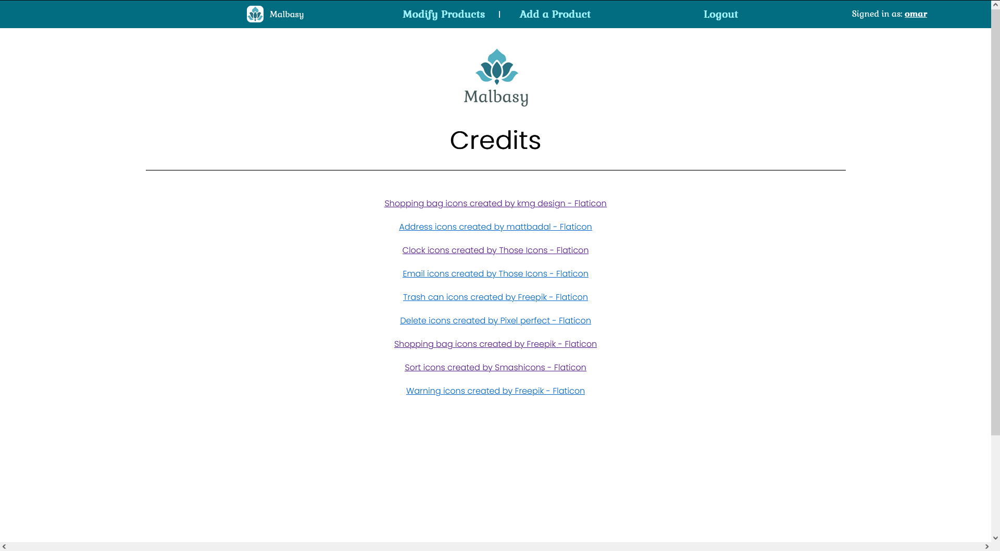 Malbasy Modify Products | Add a Product Logout Signed in as: omar
Malbasy
Credits
Shopping bag icons created by kmg design - Flaticon
Address icons created by mattbadal - Flaticon
Clock icons created by Those Icons - Flaticon
Email icons created by Those Icons - Flaticon
Trash can icons created by Freepik - Flaticon
Delete icons created by Pixel perfect - Flaticon
Shopping bag icons created by Freepik - Flaticon
Sort icons created by Smashicons - Flaticon
Warning icons created by Freepik - Flaticon